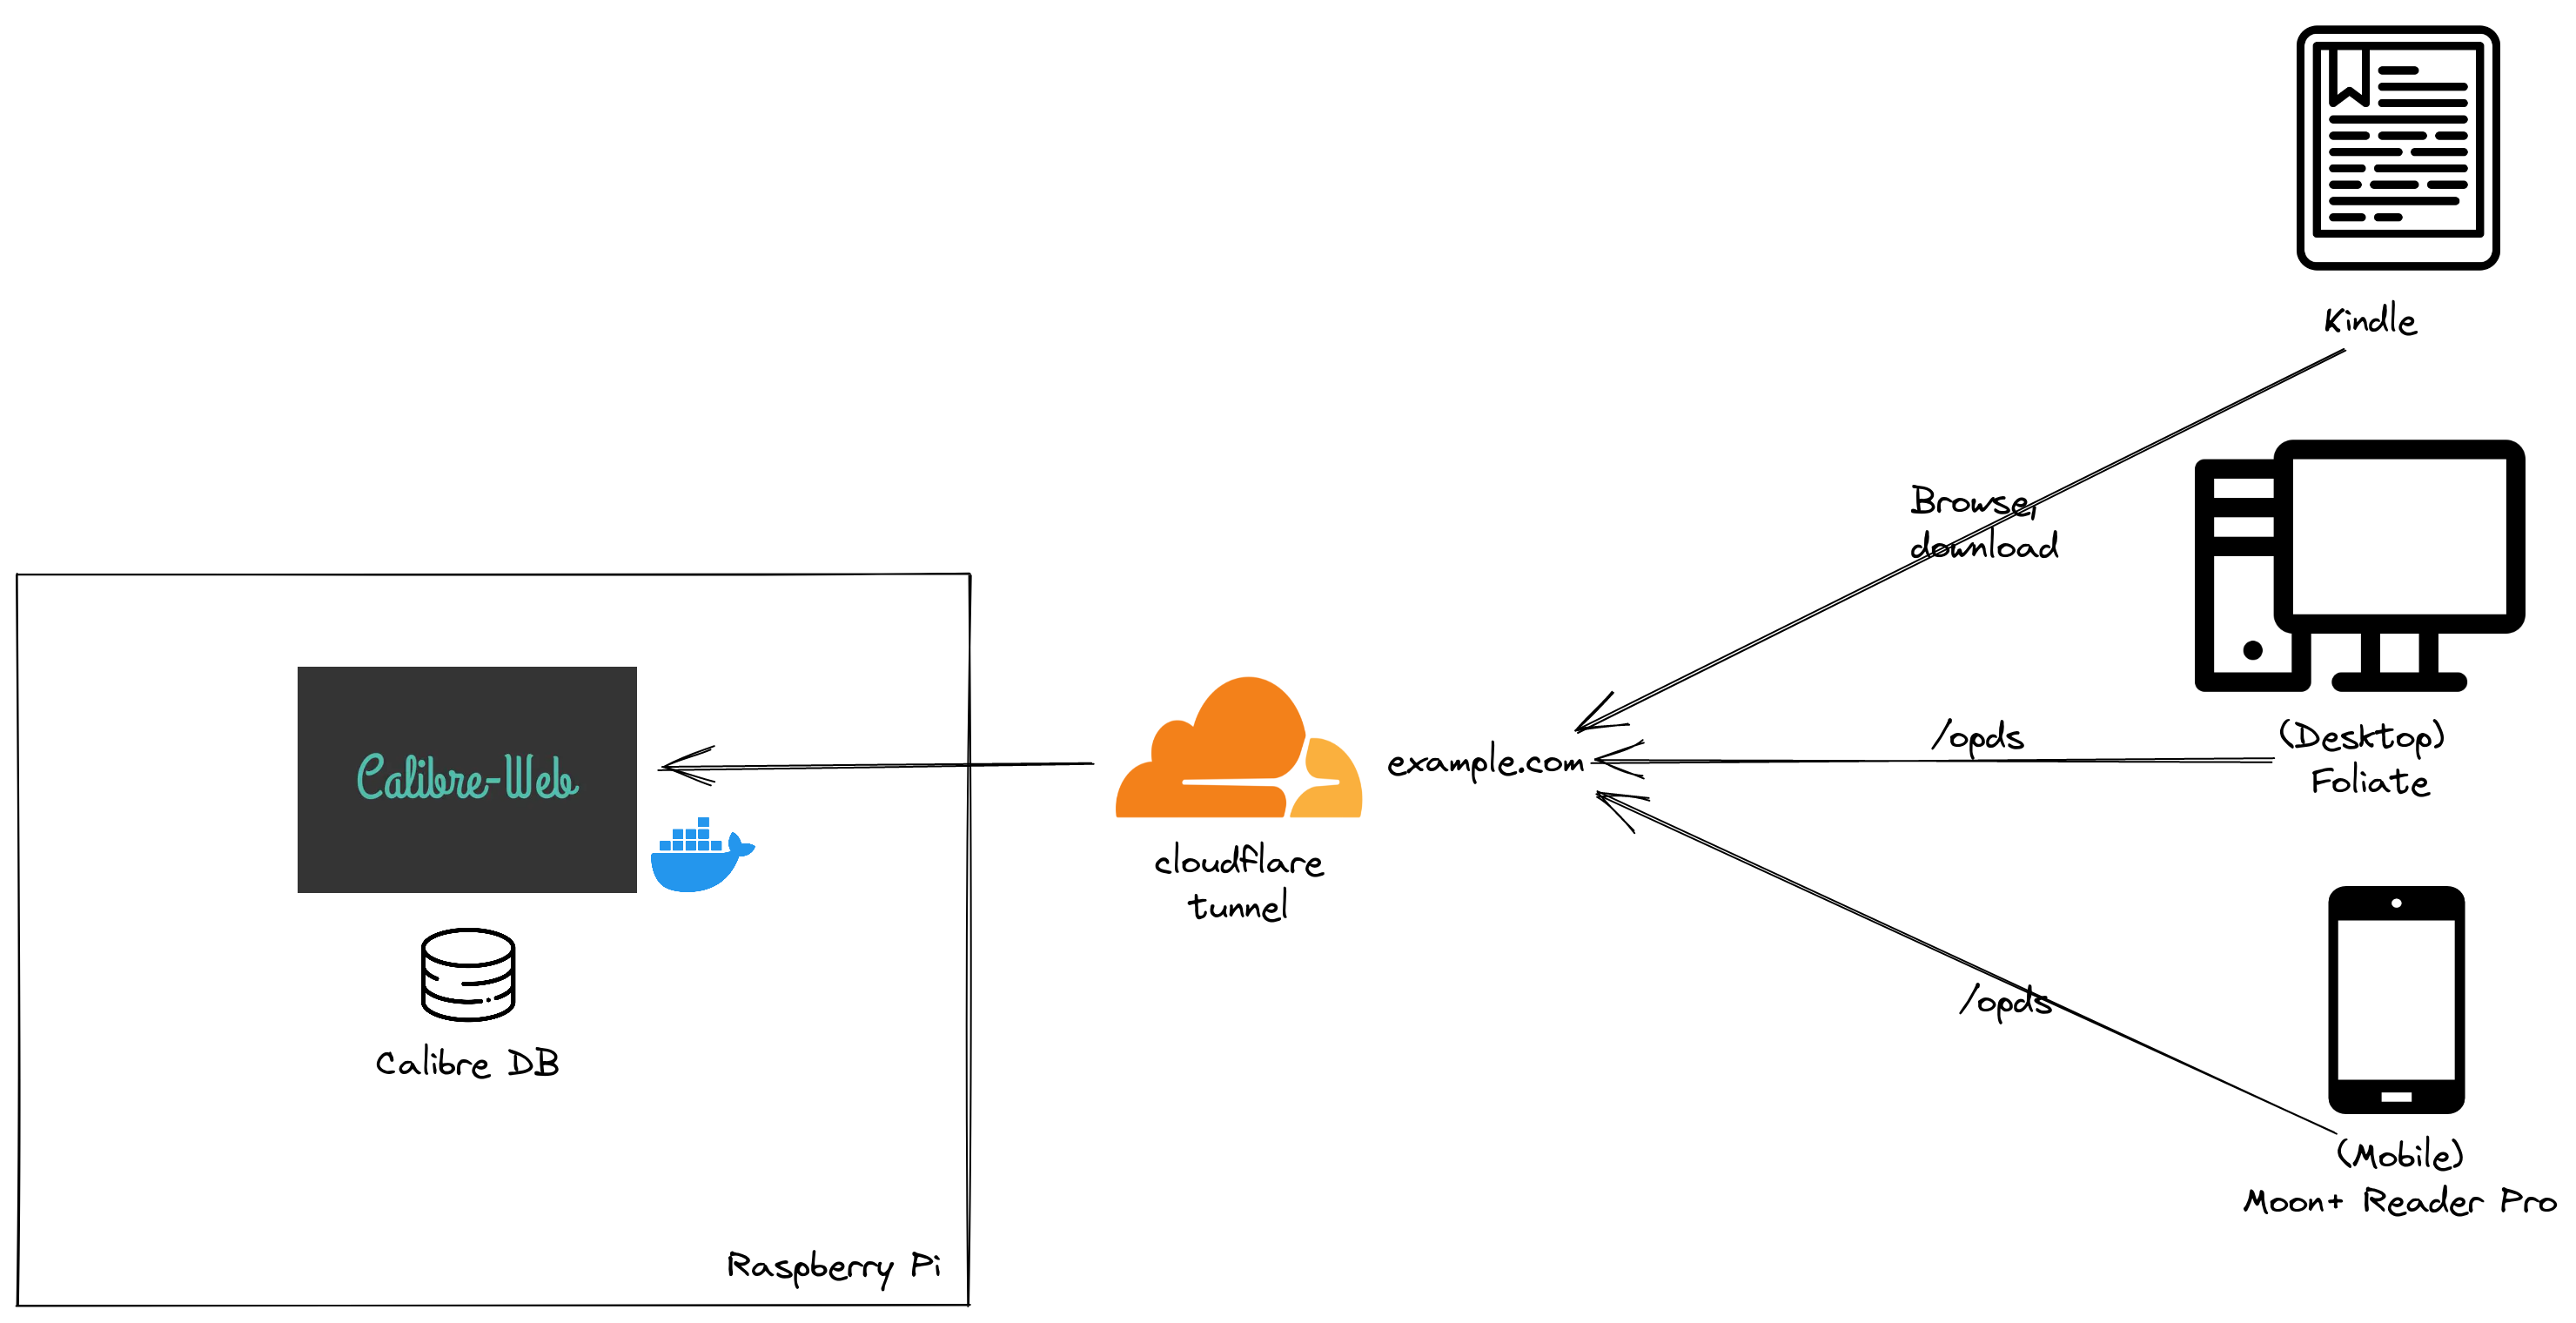 Kindle
Browse,
download
Calibre-Web
cloudflare
tunnel
example.com
/opds
(Desktop)
Foliate
/opds
Calibre DB
(Mobile)
Moon+ Reader Pro
Raspberry Pi